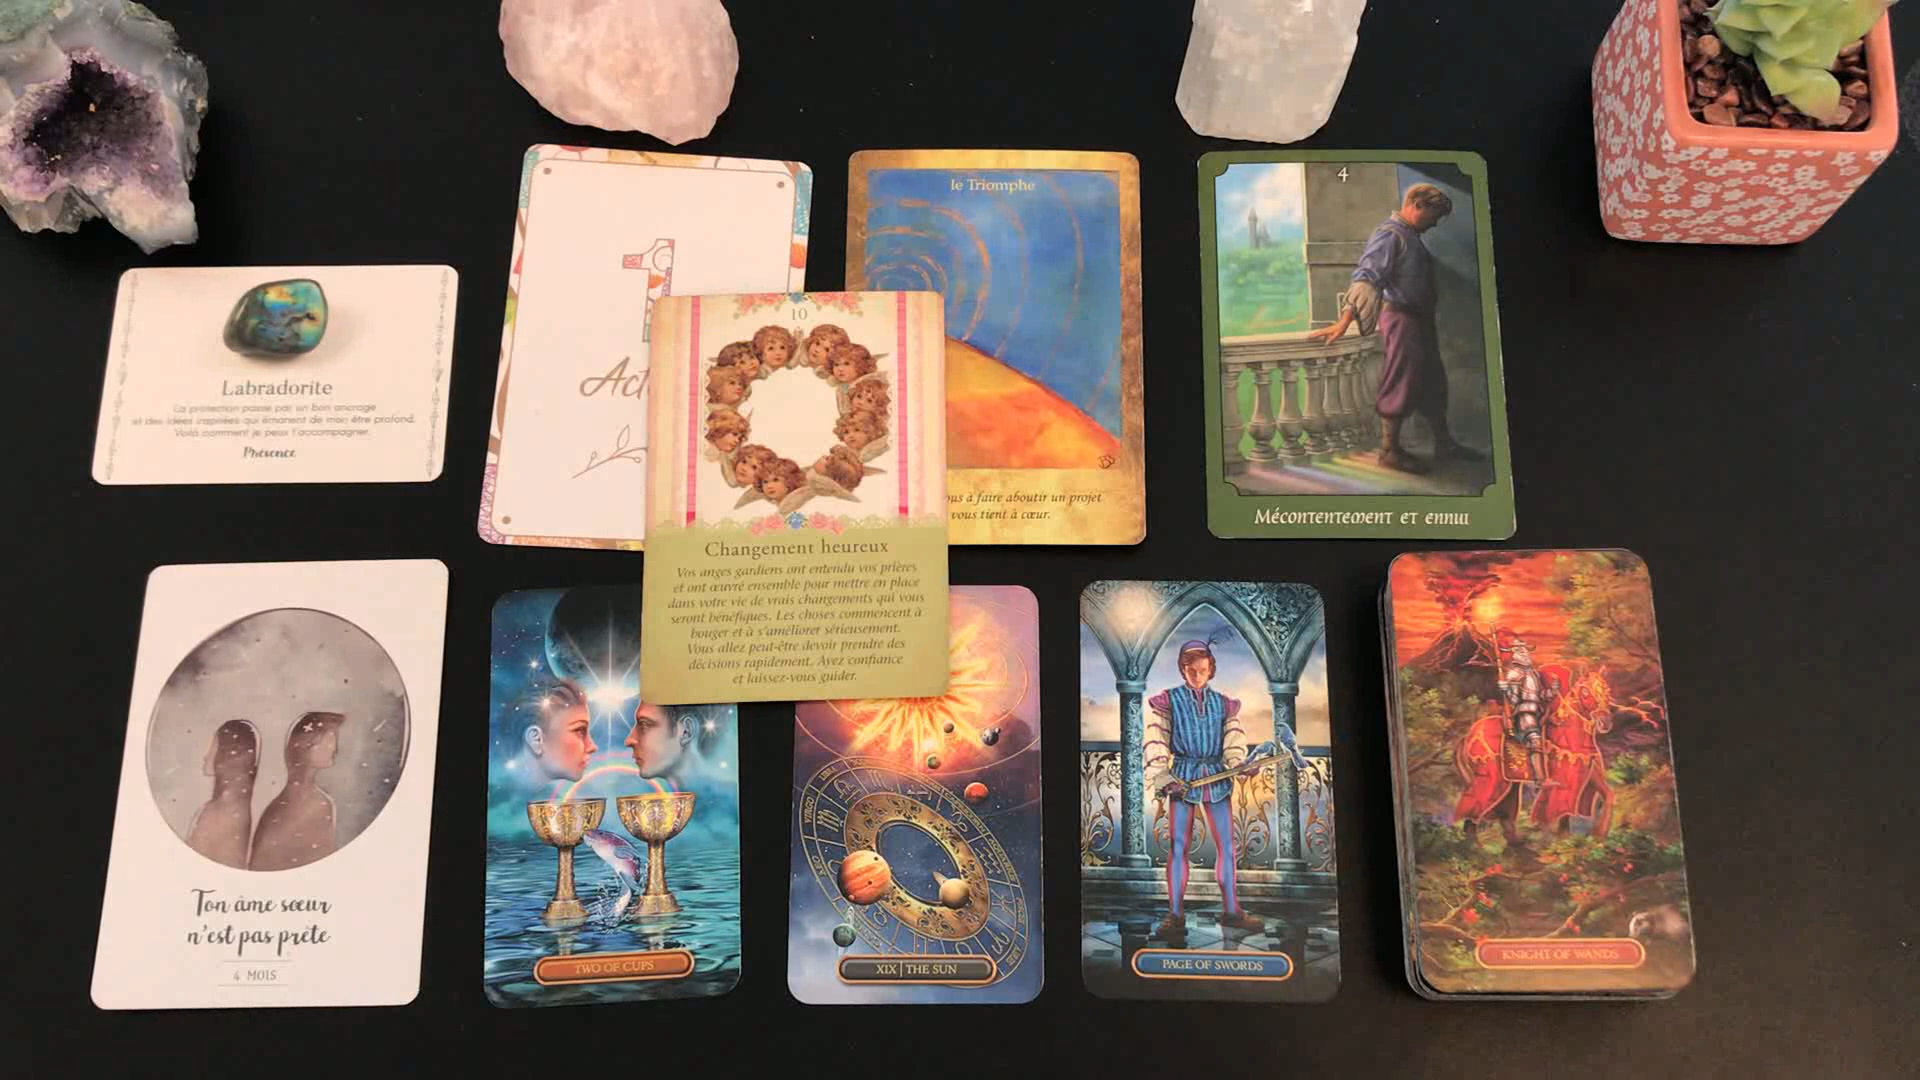 Labradorite
La protection passe par un bon ancrage
et des idées inspirées qui émanent de mon être profond.
Voilà comment je peux t'accompagner.
Présence
1
le Triomphe
à faire aboutir un projet
vous tient à cœur.
4
Mécontentement et ennui
10
Changement heureux
Vos anges gardiens ont entendu vos prières
et ont œuvré ensemble pour mettre en place
dans votre vie de vrais changements qui vous
seront bénéfiques. Les choses commencent à
bouger et à s'améliorer sérieusement.
Vous allez peut-être devoir prendre des
décisions rapidement. Ayez confiance
et laissez-vous guider.
Ton âme sœur
n'est pas prête
4 MOIS
TWO OF CUPS
XIX | THE SUN
PAGE OF SWORDS
KNIGHT OF WANDS